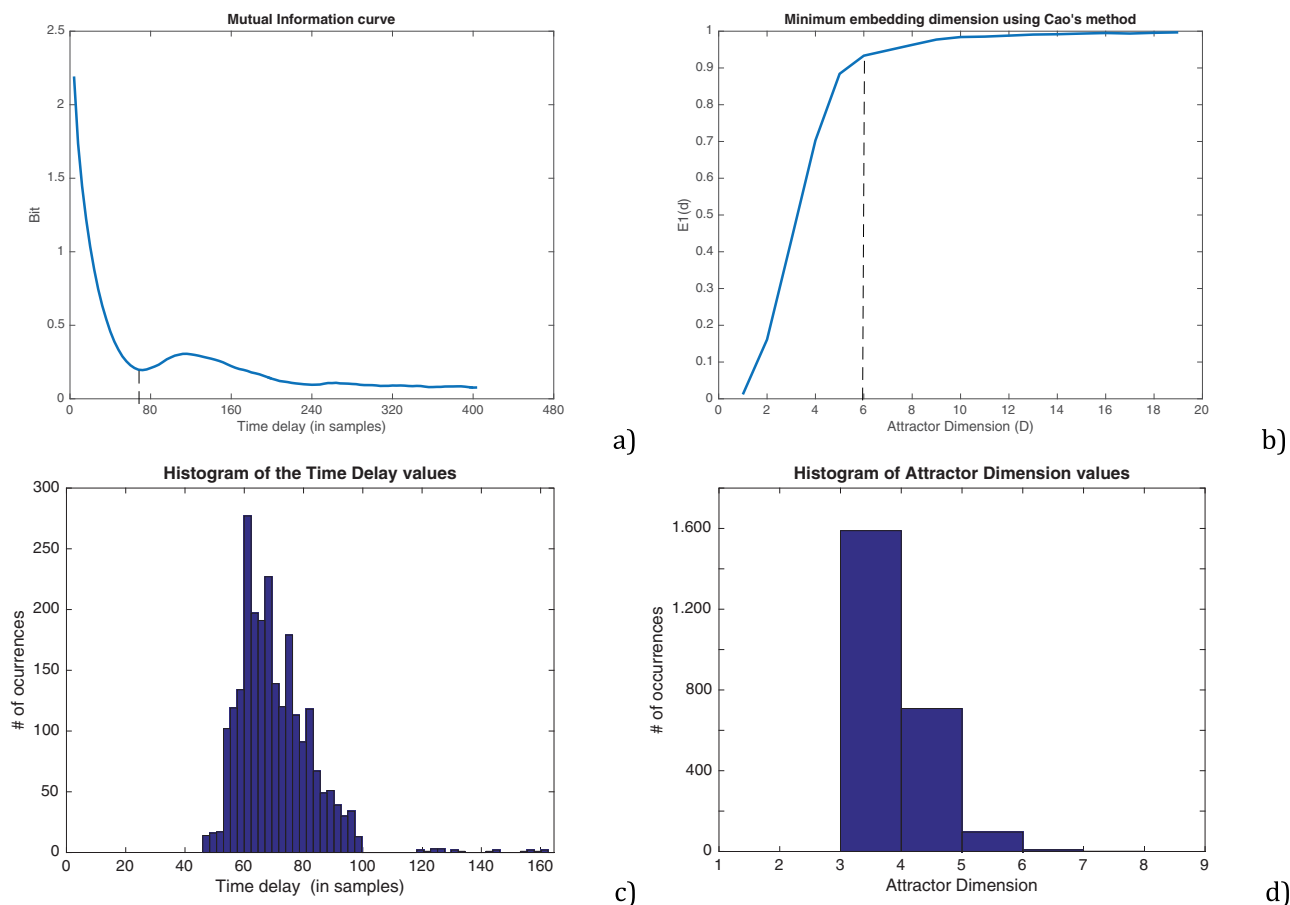 Mutual Information curve
2.5
2
1.5
1
0.5
0
Bit
0 80 160 240 320 400 480
Time delay (in samples)
a)
Minimum embedding dimension using Cao's method
1
0.9
0.8
0.7
0.6
0.5
0.4
0.3
0.2
0.1
0
E1(d)
0 2 4 6 8 10 12 14 16 18 20
Attractor Dimension (D)
b)
Histogram of the Time Delay values
300
250
200
150
100
50
0
# of ocurrences
0 20 40 60 80 100 120 140 160
Time delay (in samples)
c)
Histogram of Attractor Dimension values
1.600
1.200
800
400
0
# of occurrences
1 2 3 4 5 6 7 8 9
Attractor Dimension
d)